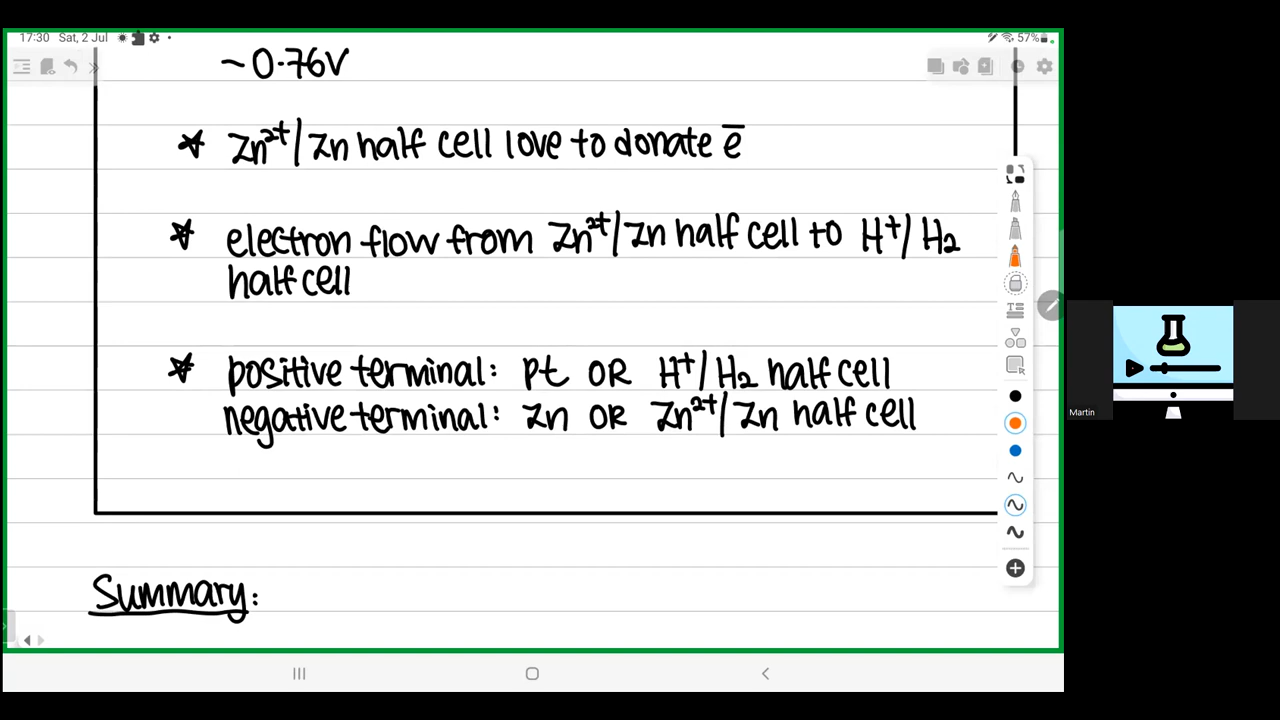 17:30 Sat, 2 Jul
57%
~0.76V
☆ Zn²⁺/Zn half cell love to donate e̅
☆ electron flow from Zn²⁺/Zn half cell to H⁺/H₂
half cell
☆ positive terminal: Pt OR H⁺/H₂ half cell
negative terminal: Zn OR Zn²⁺/Zn half cell
Summary:
Martin